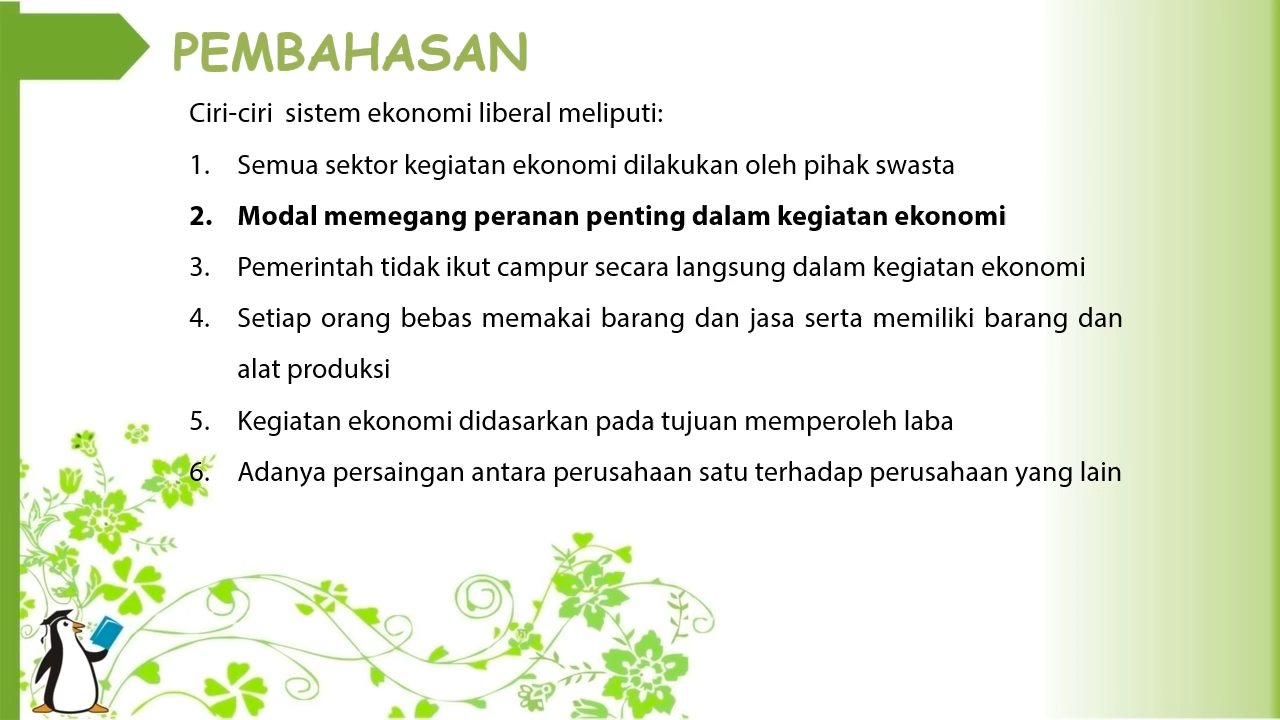 PEMBAHASAN
Ciri-ciri  sistem ekonomi liberal meliputi:
1. Semua sektor kegiatan ekonomi dilakukan oleh pihak swasta
2. Modal memegang peranan penting dalam kegiatan ekonomi
3. Pemerintah tidak ikut campur secara langsung dalam kegiatan ekonomi
4. Setiap orang bebas memakai barang dan jasa serta memiliki barang dan
alat produksi
5. Kegiatan ekonomi didasarkan pada tujuan memperoleh laba
6. Adanya persaingan antara perusahaan satu terhadap perusahaan yang lain